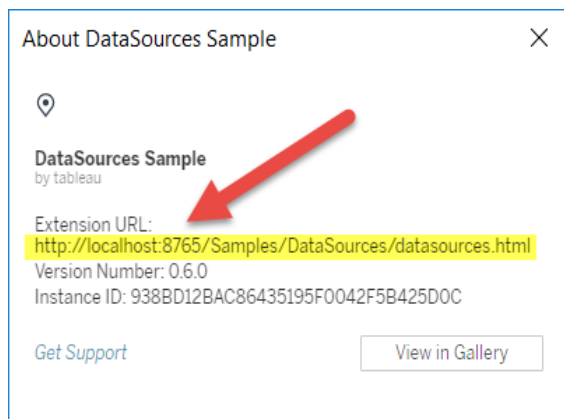 About DataSources Sample
DataSources Sample
by tableau
Extension URL:
http://localhost:8765/Samples/DataSources/datasources.html
Version Number: 0.6.0
Instance ID: 938BD12BAC86435195F0042F5B425D0C
Get Support
View in Gallery